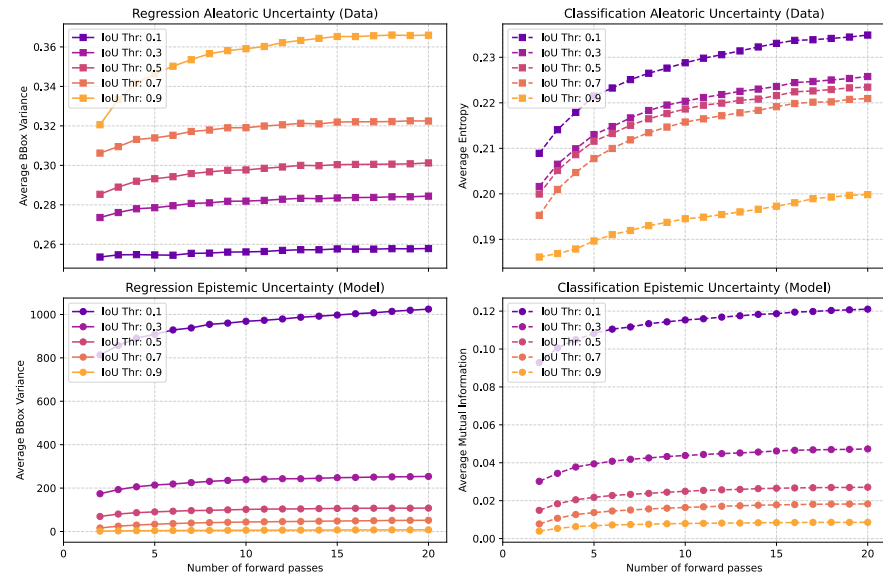 Regression Aleatoric Uncertainty (Data)
Average BBox Variance
0.36
0.34
0.32
0.30
0.28
0.26
IoU Thr: 0.1
IoU Thr: 0.3
IoU Thr: 0.5
IoU Thr: 0.7
IoU Thr: 0.9
Classification Aleatoric Uncertainty (Data)
Average Entropy
0.23
0.22
0.21
0.20
0.19
IoU Thr: 0.1
IoU Thr: 0.3
IoU Thr: 0.5
IoU Thr: 0.7
IoU Thr: 0.9
Regression Epistemic Uncertainty (Model)
Average BBox Variance
1000
800
600
400
200
0
IoU Thr: 0.1
IoU Thr: 0.3
IoU Thr: 0.5
IoU Thr: 0.7
IoU Thr: 0.9
0 5 10 15 20
Number of forward passes
Classification Epistemic Uncertainty (Model)
Average Mutual Information
0.12
0.10
0.08
0.06
0.04
0.02
0.00
IoU Thr: 0.1
IoU Thr: 0.3
IoU Thr: 0.5
IoU Thr: 0.7
IoU Thr: 0.9
0 5 10 15 20
Number of forward passes